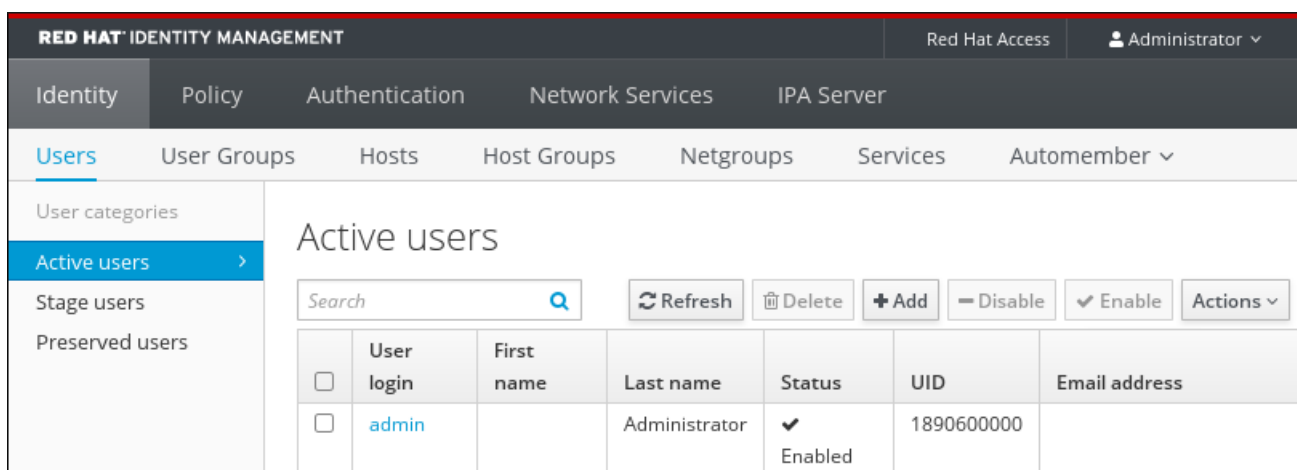 RED HAT® IDENTITY MANAGEMENT Red Hat Access Administrator
Identity Policy Authentication Network Services IPA Server
Users User Groups Hosts Host Groups Netgroups Services Automember
User categories
Active users
Stage users
Preserved users
Active users
Search Refresh Delete Add Disable Enable Actions
User login First name Last name Status UID Email address
admin Administrator Enabled 1890600000